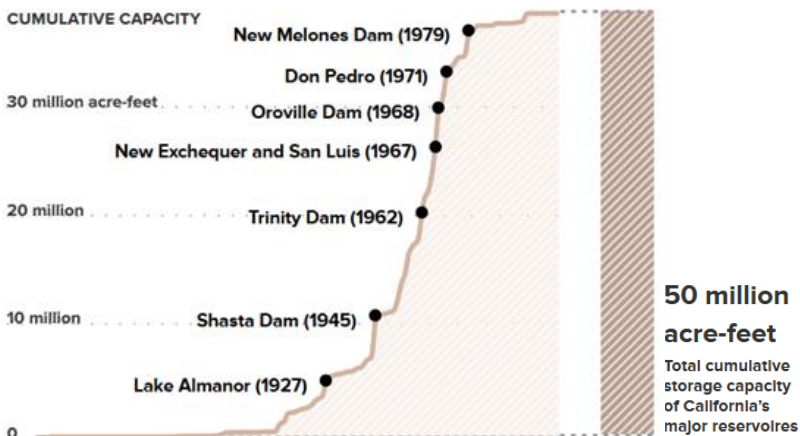 CUMULATIVE CAPACITY
New Melones Dam (1979)
Don Pedro (1971)
30 million acre-feet
Oroville Dam (1968)
New Exchequer and San Luis (1967)
20 million
Trinity Dam (1962)
10 million
Shasta Dam (1945)
Lake Almanor (1927)
0
50 million
acre-feet
Total cumulative
storage capacity
of California's
major reservoires